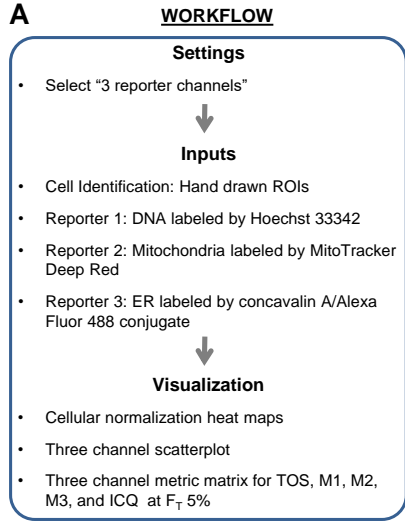 A
WORKFLOW
Settings
• Select “3 reporter channels”
Inputs
• Cell Identification: Hand drawn ROIs
• Reporter 1: DNA labeled by Hoechst 33342
• Reporter 2: Mitochondria labeled by MitoTracker
Deep Red
• Reporter 3: ER labeled by concavalin A/Alexa
Fluor 488 conjugate
Visualization
• Cellular normalization heat maps
• Three channel scatterplot
• Three channel metric matrix for TOS, M1, M2,
M3, and ICQ at FT 5%